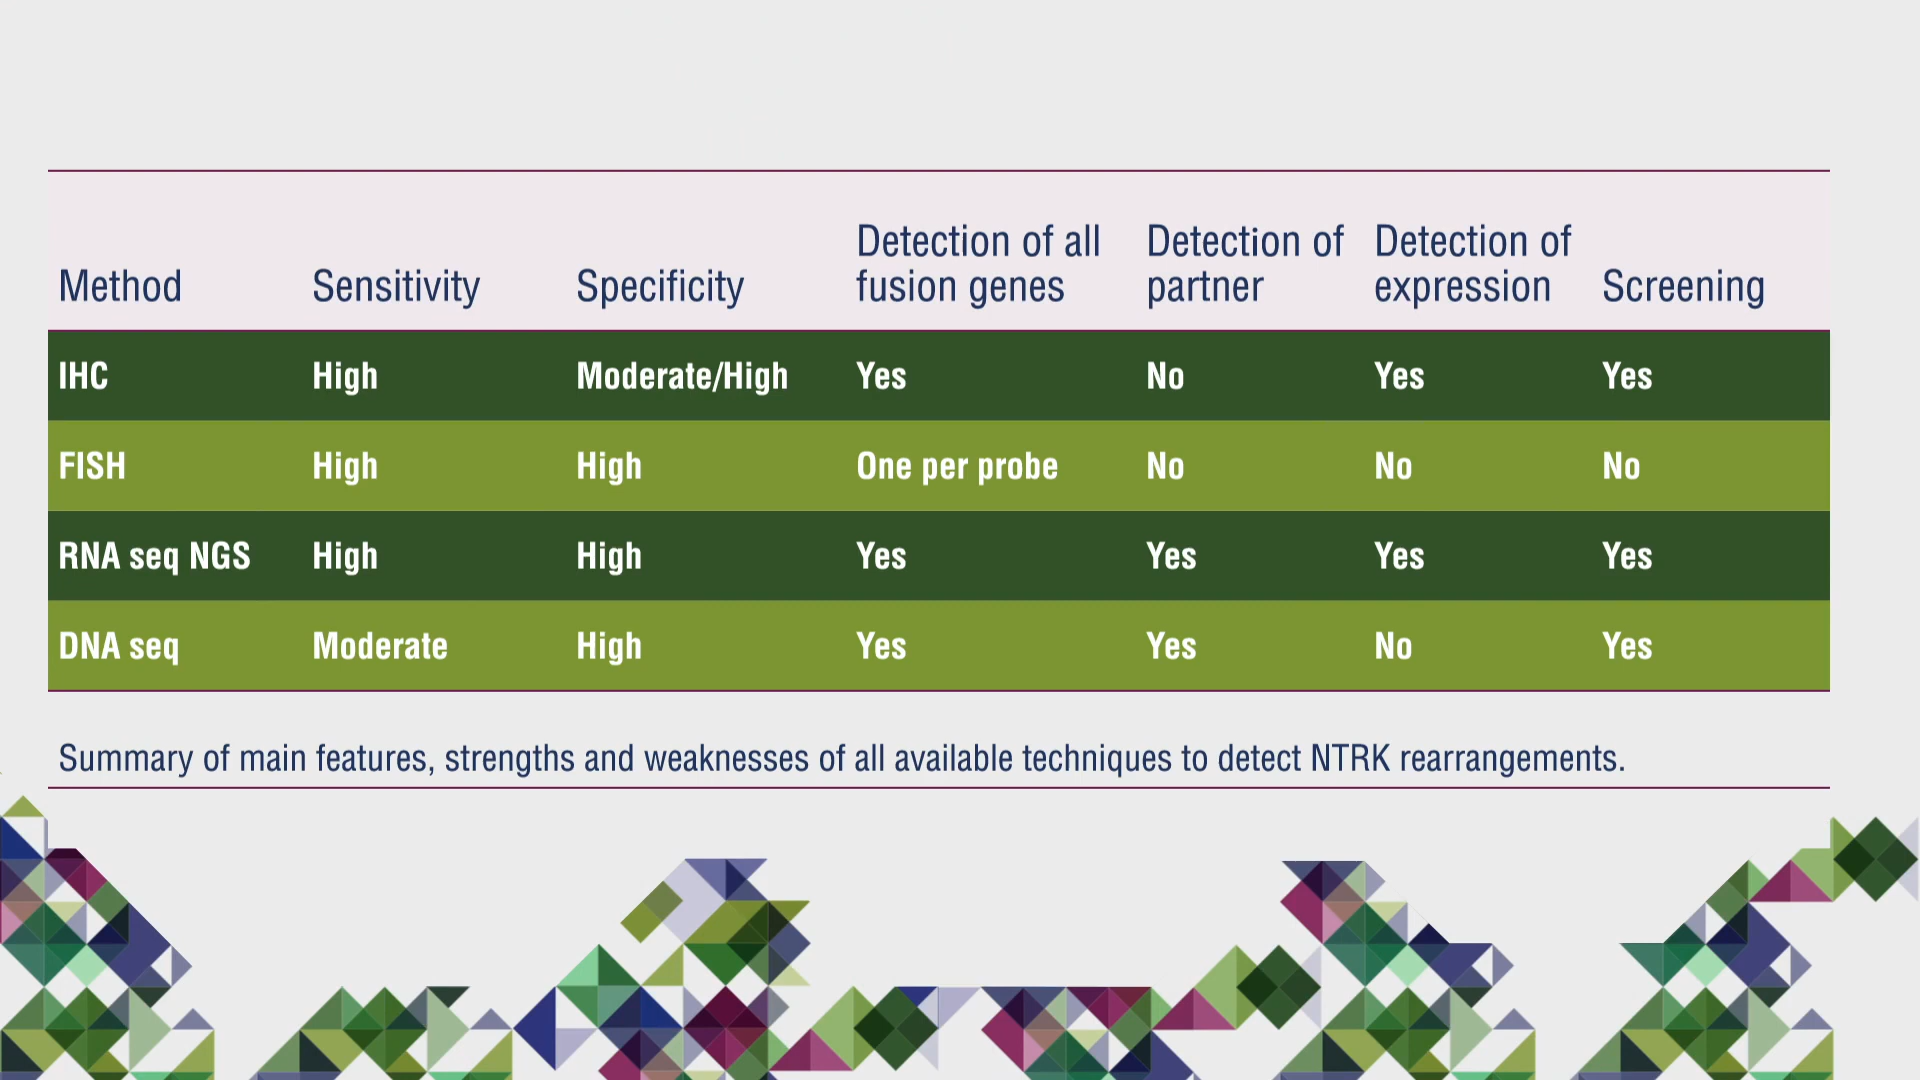 Method Sensitivity Specificity Detection of all fusion genes Detection of partner Detection of expression Screening
IHC High Moderate/High Yes No Yes Yes
FISH High High One per probe No No No
RNA seq NGS High High Yes Yes Yes Yes
DNA seq Moderate High Yes Yes No Yes
Summary of main features, strengths and weaknesses of all available techniques to detect NTRK rearrangements.